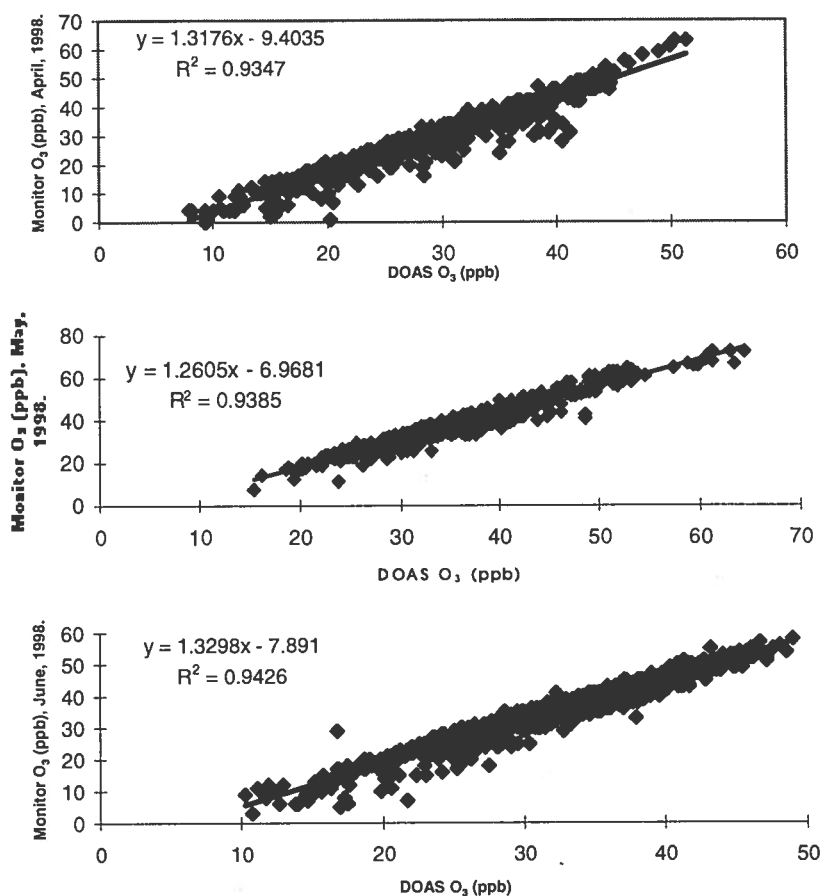 Monitor O₃ (ppb), April, 1998.
70
60
50
40
30
20
10
0
y = 1.3176x - 9.4035
R² = 0.9347
0 10 20 30 40 50 60
DOAS O₃ (ppb)
Monitor O₃ (ppb). May.
1998.
80
60
40
20
0
y = 1.2605x - 6.9681
R² = 0.9385
0 10 20 30 40 50 60 70
DOAS O₃ (ppb)
Monitor O₃ (ppb), June, 1998.
60
50
40
30
20
10
0
y = 1.3298x - 7.891
R² = 0.9426
0 10 20 30 40 50
DOAS O₃ (ppb)